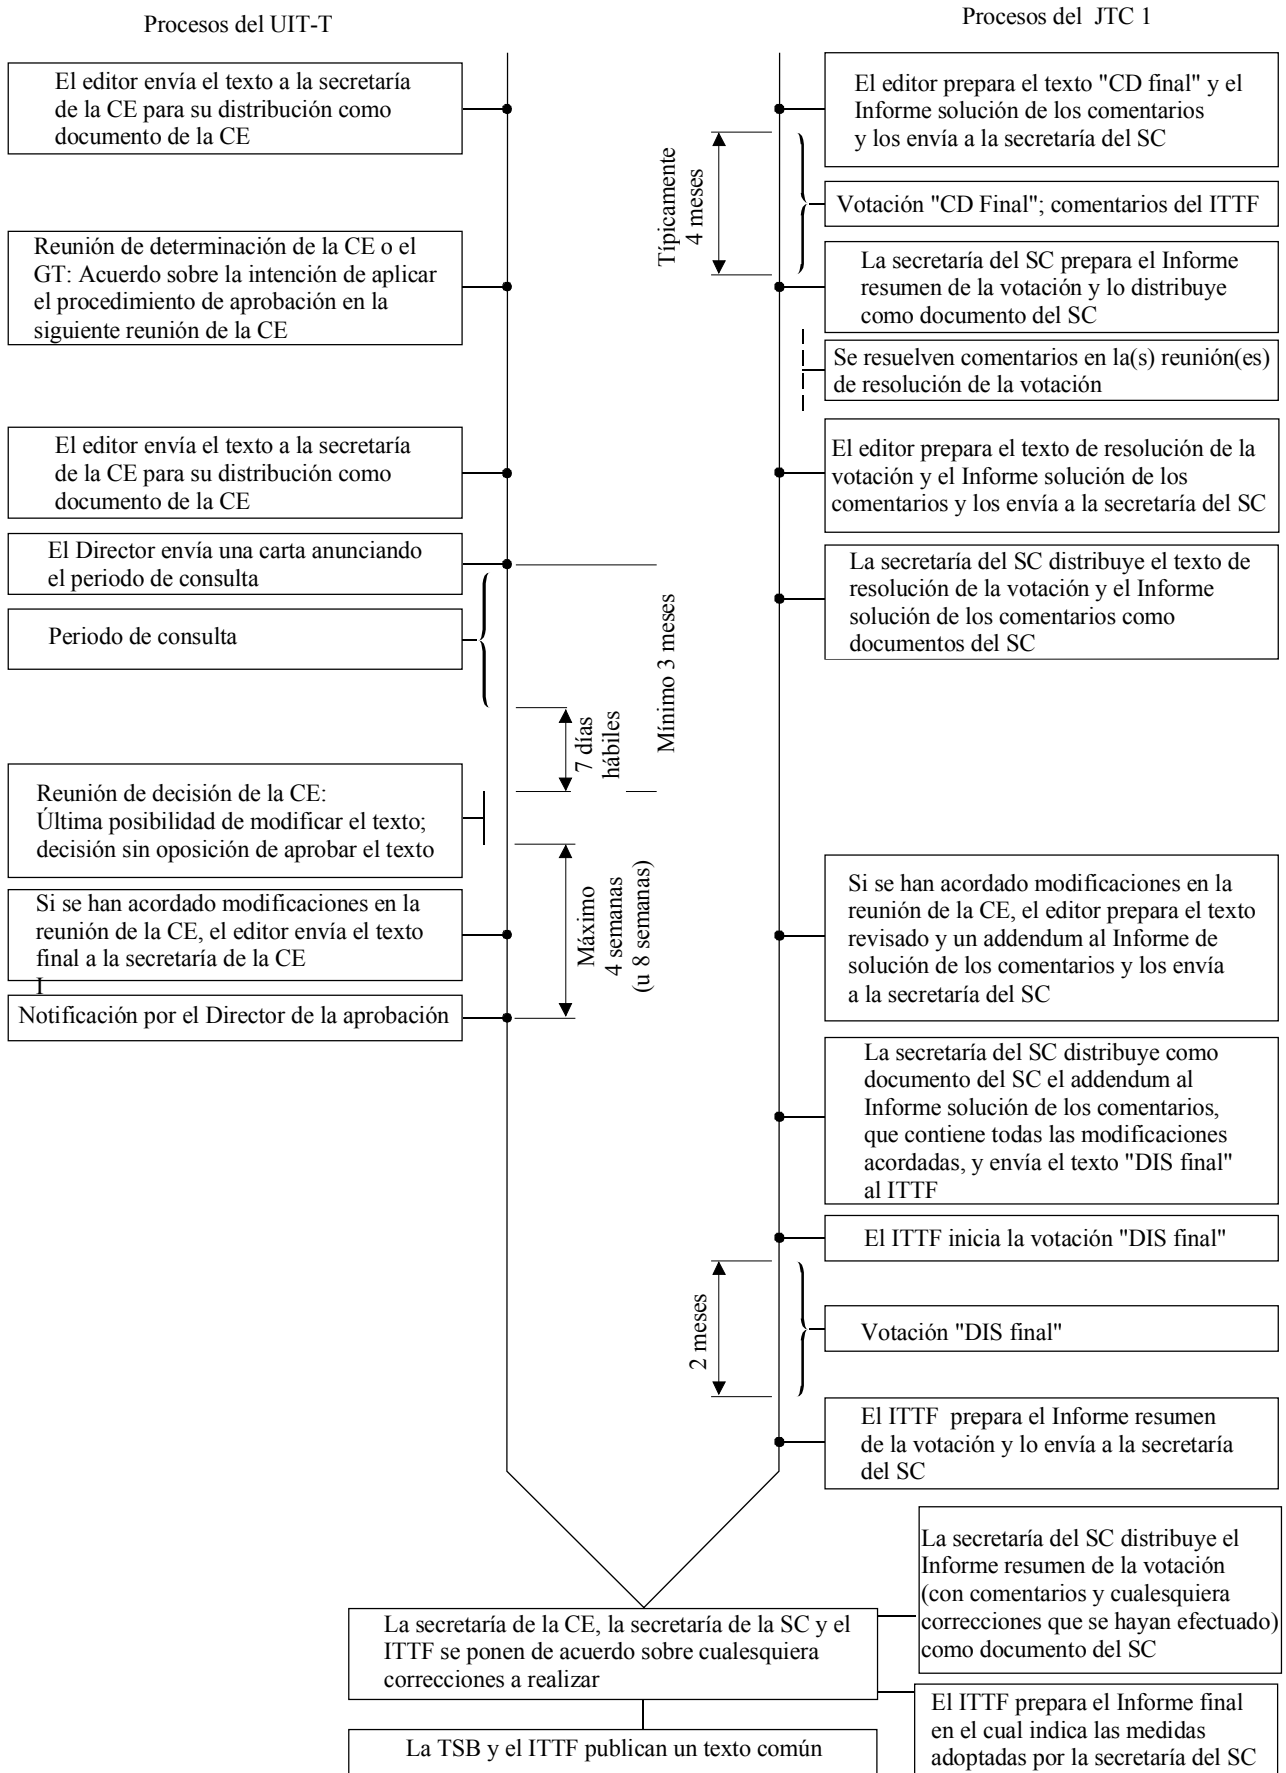 Procesos del UIT-T
Procesos del JTC 1
El editor envía el texto a la secretaría
de la CE para su distribución como
documento de la CE
Reunión de determinación de la CE o el
GT: Acuerdo sobre la intención de aplicar
el procedimiento de aprobación en la
siguiente reunión de la CE
El editor envía el texto a la secretaría
de la CE para su distribución como
documento de la CE
El Director envía una carta anunciando
el periodo de consulta
Periodo de consulta
Reunión de decisión de la CE:
Última posibilidad de modificar el texto;
decisión sin oposición de aprobar el texto
Si se han acordado modificaciones en la
reunión de la CE, el editor envía el texto
final a la secretaría de la CE
I
Notificación por el Director de la aprobación
Mínimo 3 meses
7 días
hábiles
Máximo
4 semanas
(u 8 semanas)
Típicamente
4 meses
2 meses
El editor prepara el texto "CD final" y el
Informe solución de los comentarios
y los envía a la secretaría del SC
Votación "CD Final"; comentarios del ITTF
La secretaría del SC prepara el Informe
resumen de la votación y lo distribuye
como documento del SC
Se resuelven comentarios en la(s) reunión(es)
de resolución de la votación
El editor prepara el texto de resolución de la
votación y el Informe solución de los
comentarios y los envía a la secretaría del SC
La secretaría del SC distribuye el texto de
resolución de la votación y el Informe
solución de los comentarios como
documentos del SC
Si se han acordado modificaciones en la
reunión de la CE, el editor prepara el texto
revisado y un addendum al Informe de
solución de los comentarios y los envía
a la secretaría del SC
La secretaría del SC distribuye como
documento del SC el addendum al
Informe solución de los comentarios,
que contiene todas las modificaciones
acordadas, y envía el texto "DIS final"
al ITTF
El ITTF inicia la votación "DIS final"
Votación "DIS final"
El ITTF prepara el Informe resumen
de la votación y lo envía a la secretaría
del SC
La secretaría del SC distribuye el
Informe resumen de la votación
(con comentarios y cualesquiera
correcciones que se hayan efectuado)
como documento del SC
La secretaría de la CE, la secretaría de la SC y el
ITTF se ponen de acuerdo sobre cualesquiera
correcciones a realizar
El ITTF prepara el Informe final
en el cual indica las medidas
adoptadas por la secretaría del SC
La TSB y el ITTF publican un texto común